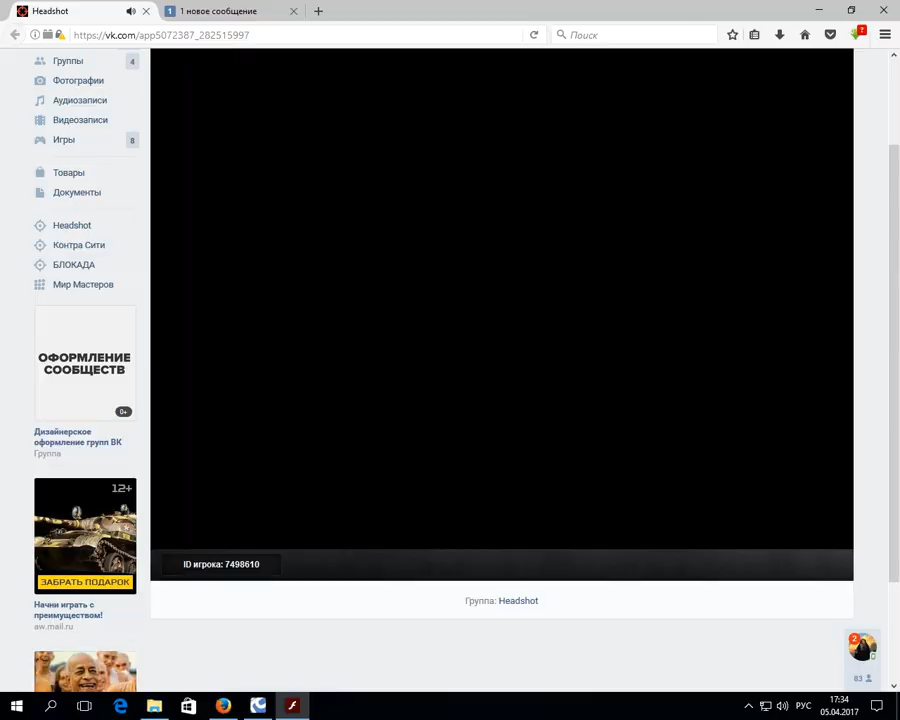 Headshot
1 новое сообщение
https://vk.com/app5072387_282515997
Поиск
Группы
4
Фотографии
Аудиозаписи
Видеозаписи
Игры
8
Товары
Документы
Headshot
Контра Сити
БЛОКАДА
Мир Мастеров
ОФОРМЛЕНИЕ
СООБЩЕСТВ
0+
Дизайнерское
оформление групп ВК
Группа
12+
ЗАБРАТЬ ПОДАРОК
Начни играть с
преимуществом!
aw.mail.ru
ID игрока: 7498610
Группа: Headshot
2
83
РУС
17:34
05.04.2017